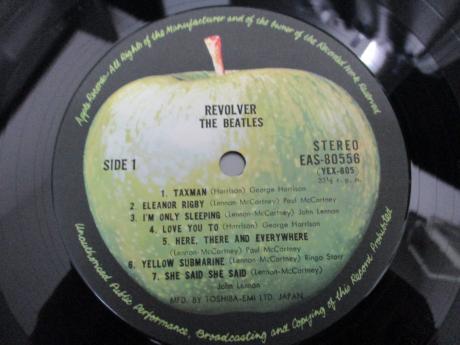 Apple Records · All Rights of the Manufacturer and of the Owner of the Recorded Work Reserved
REVOLVER
THE BEATLES
SIDE 1
STEREO
EAS-80556
(YEX-605)
33⅓ r.p.m.
1. TAXMAN (Harrison) George Harrison
2. ELEANOR RIGBY (Lennon McCartney) Paul McCartney
3. I'M ONLY SLEEPING (Lennon-McCartney) John Lennon
4. LOVE YOU TO (Harrison) George Harrison
5. HERE, THERE AND EVERYWHERE
(Lennon-McCartney) Paul McCartney
6. YELLOW SUBMARINE (Lennon-McCartney) Ringo Starr
7. SHE SAID SHE SAID (Lennon-McCartney)
John Lennon
MFD. BY TOSHIBA-EMI LTD. JAPAN
Unauthorised Public Performance, Broadcasting and Copying of this Record Prohibited